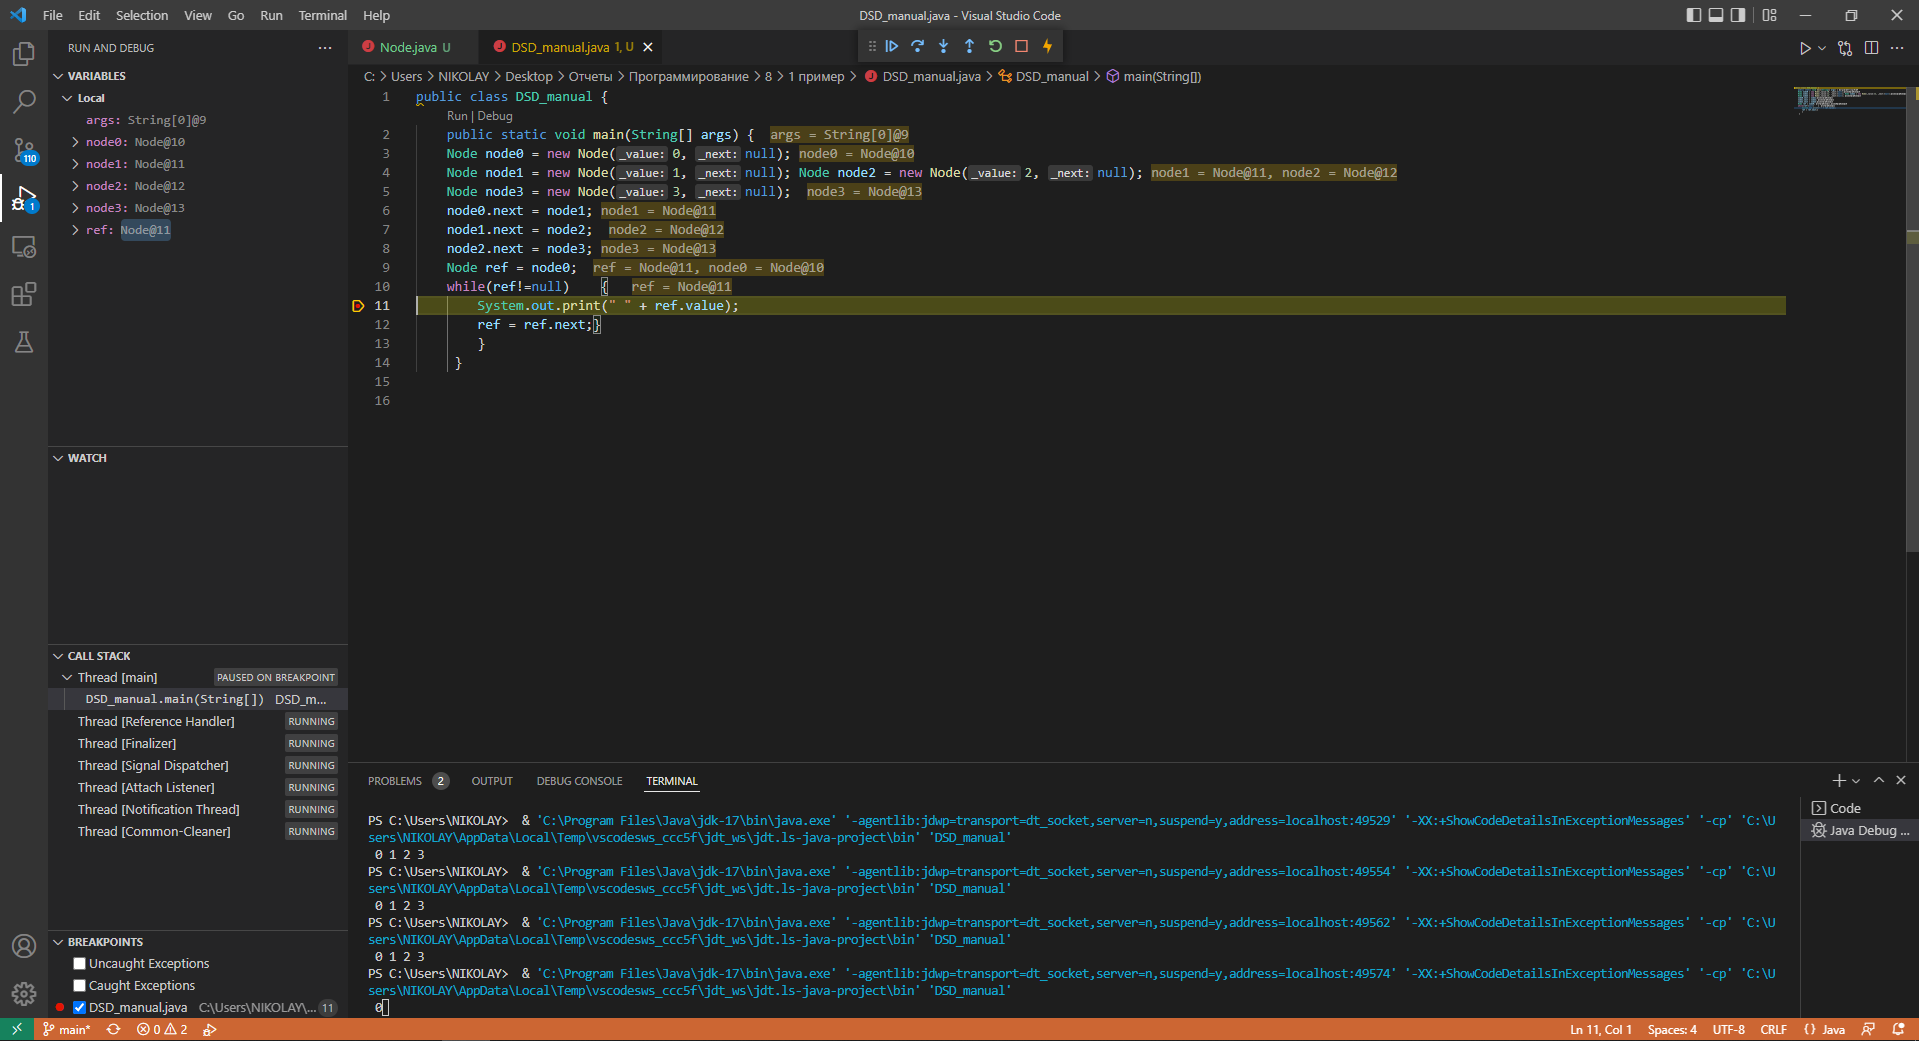 File Edit Selection View Go Run Terminal Help
DSD_manual.java - Visual Studio Code
RUN AND DEBUG
VARIABLES
Local
args: String[0]@9
node0: Node@10
node1: Node@11
node2: Node@12
node3: Node@13
ref: Node@11
WATCH
CALL STACK
Thread [main] PAUSED ON BREAKPOINT
DSD_manual.main(String[]) DSD_m...
Thread [Reference Handler] RUNNING
Thread [Finalizer] RUNNING
Thread [Signal Dispatcher] RUNNING
Thread [Attach Listener] RUNNING
Thread [Notification Thread] RUNNING
Thread [Common-Cleaner] RUNNING
BREAKPOINTS
Uncaught Exceptions
Caught Exceptions
DSD_manual.java C:\Users\NIKOLAY\... 11
110
1
Node.java U
DSD_manual.java 1, U
C: > Users > NIKOLAY > Desktop > Отчеты > Программирование > 8 > 1 пример > DSD_manual.java > DSD_manual > main(String[])
1 public class DSD_manual {
Run | Debug
2 public static void main(String[] args) { args = String[0]@9
3 Node node0 = new Node(_value: 0, _next: null); node0 = Node@10
4 Node node1 = new Node(_value: 1, _next: null); Node node2 = new Node(_value: 2, _next: null); node1 = Node@11, node2 = Node@12
5 Node node3 = new Node(_value: 3, _next: null); node3 = Node@13
6 node0.next = node1; node1 = Node@11
7 node1.next = node2; node2 = Node@12
8 node2.next = node3; node3 = Node@13
9 Node ref = node0; ref = Node@11, node0 = Node@10
10 while(ref!=null) { ref = Node@11
11 System.out.print(" " + ref.value);
12 ref = ref.next;}
13 }
14 }
15
16
PROBLEMS 2 OUTPUT DEBUG CONSOLE TERMINAL
PS C:\Users\NIKOLAY> & 'C:\Program Files\Java\jdk-17\bin\java.exe' '-agentlib:jdwp=transport=dt_socket,server=n,suspend=y,address=localhost:49529' '-XX:+ShowCodeDetailsInExceptionMessages' '-cp' 'C:\U
sers\NIKOLAY\AppData\Local\Temp\vscodesws_ccc5f\jdt_ws\jdt.ls-java-project\bin' 'DSD_manual'
0 1 2 3
PS C:\Users\NIKOLAY> & 'C:\Program Files\Java\jdk-17\bin\java.exe' '-agentlib:jdwp=transport=dt_socket,server=n,suspend=y,address=localhost:49554' '-XX:+ShowCodeDetailsInExceptionMessages' '-cp' 'C:\U
sers\NIKOLAY\AppData\Local\Temp\vscodesws_ccc5f\jdt_ws\jdt.ls-java-project\bin' 'DSD_manual'
0 1 2 3
PS C:\Users\NIKOLAY> & 'C:\Program Files\Java\jdk-17\bin\java.exe' '-agentlib:jdwp=transport=dt_socket,server=n,suspend=y,address=localhost:49562' '-XX:+ShowCodeDetailsInExceptionMessages' '-cp' 'C:\U
sers\NIKOLAY\AppData\Local\Temp\vscodesws_ccc5f\jdt_ws\jdt.ls-java-project\bin' 'DSD_manual'
0 1 2 3
PS C:\Users\NIKOLAY> & 'C:\Program Files\Java\jdk-17\bin\java.exe' '-agentlib:jdwp=transport=dt_socket,server=n,suspend=y,address=localhost:49574' '-XX:+ShowCodeDetailsInExceptionMessages' '-cp' 'C:\U
sers\NIKOLAY\AppData\Local\Temp\vscodesws_ccc5f\jdt_ws\jdt.ls-java-project\bin' 'DSD_manual'
0
Code
Java Debug ...
main* 0 2
Ln 11, Col 1 Spaces: 4 UTF-8 CRLF {} Java